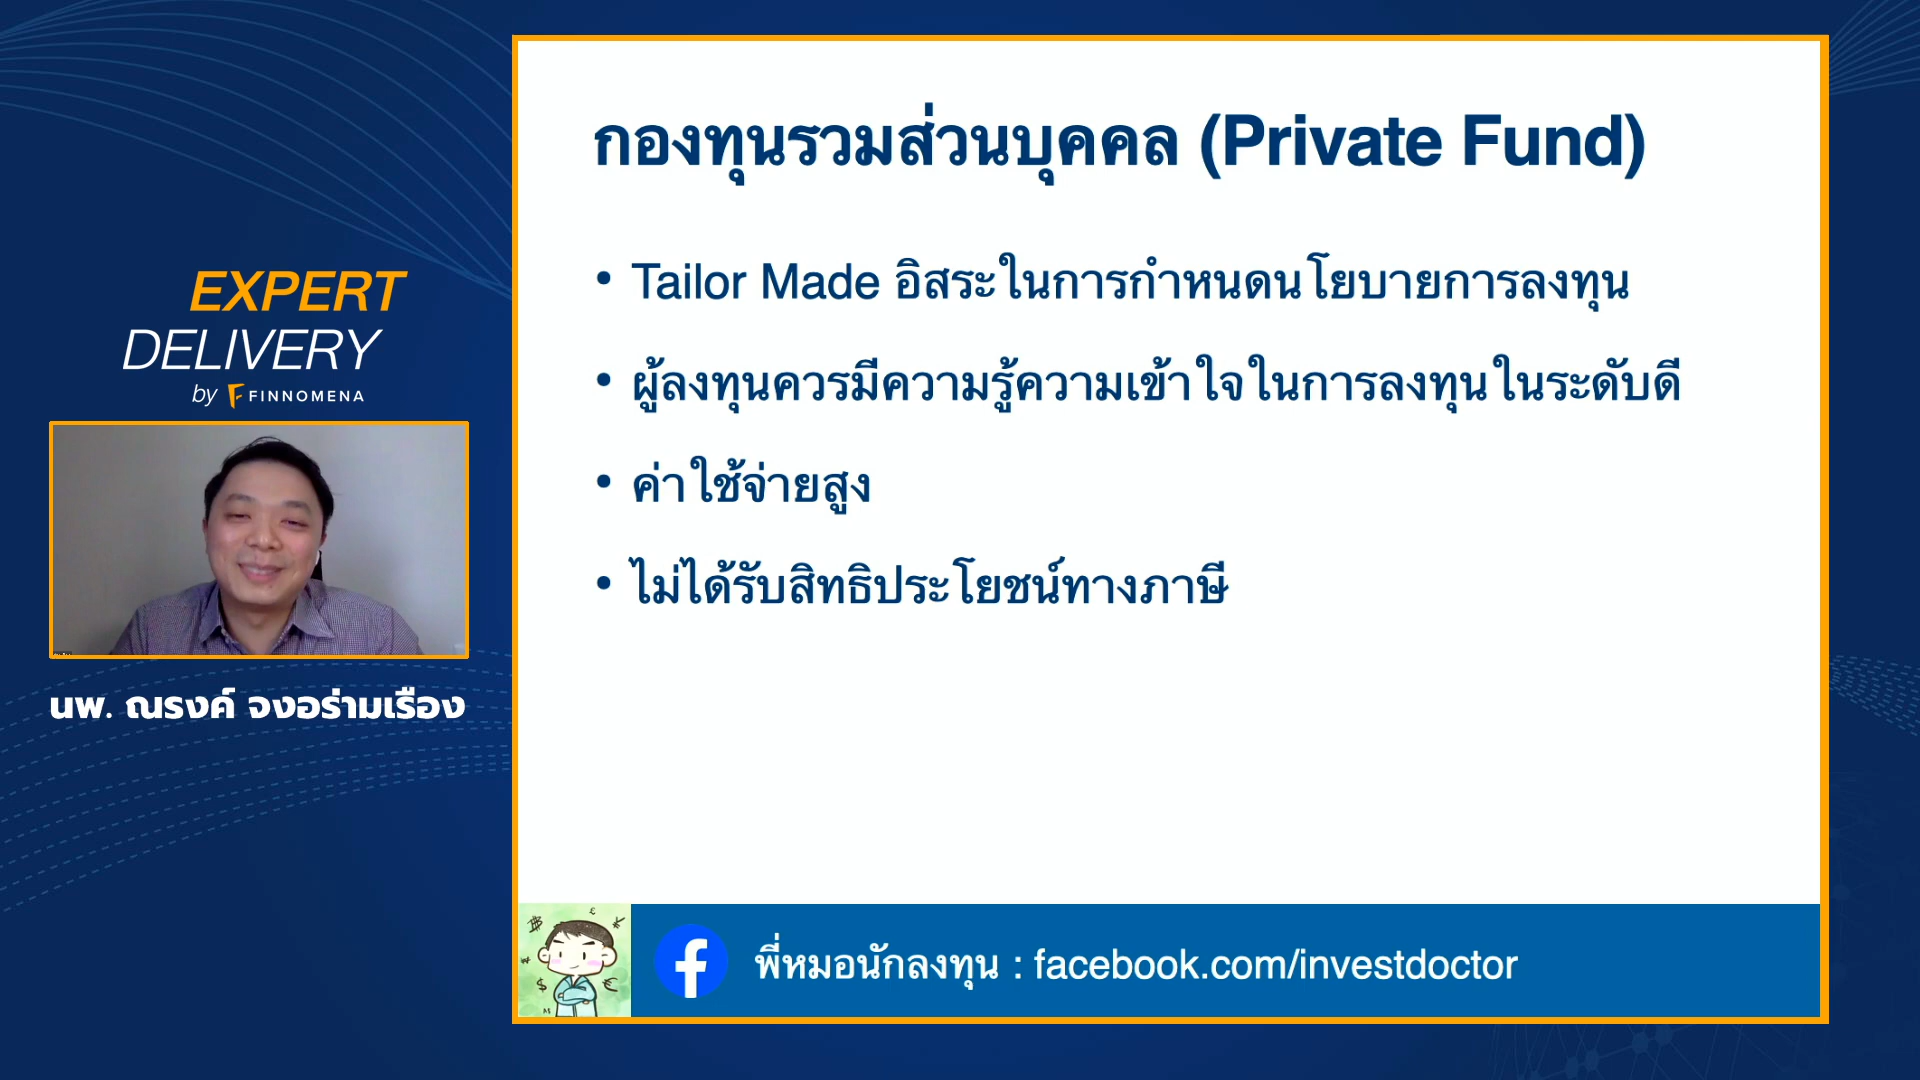 EXPERT
DELIVERY
by FINNOMENA
นพ. ณรงค์ จงอร่ามเรือง
กองทุนรวมส่วนบุคคล (Private Fund)
• Tailor Made อิสระในการกำหนดนโยบายการลงทุน
• ผู้ลงทุนควรมีความรู้ความเข้าใจในการลงทุนในระดับดี
• ค่าใช้จ่ายสูง
• ไม่ได้รับสิทธิประโยชน์ทางภาษี
พี่หมอนักลงทุน : facebook.com/investdoctor